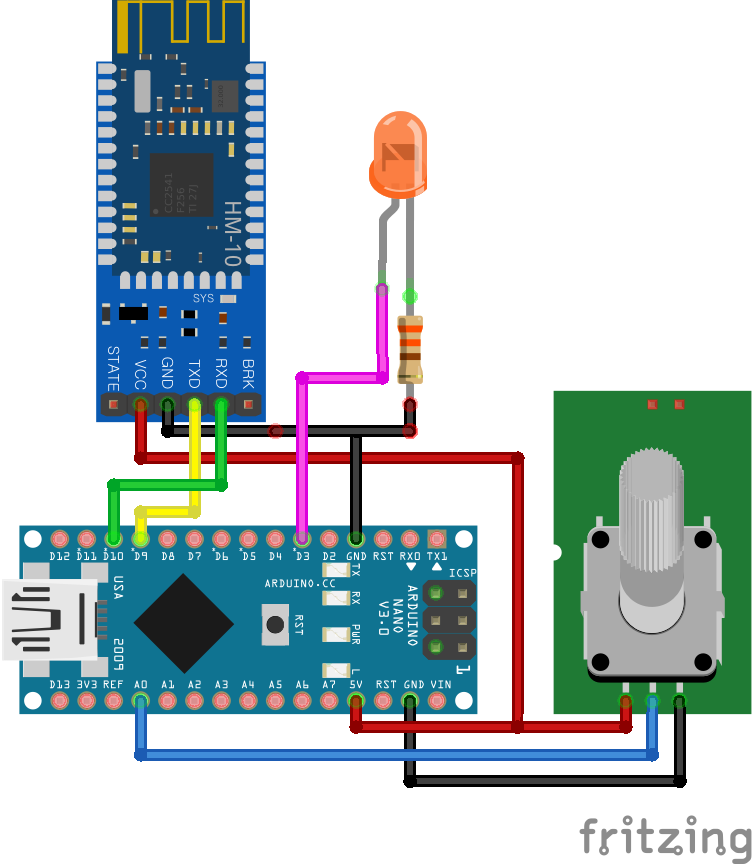 CC2541
F256
TI 27J
HM-10
SYS
STATE
VCC
GND
TXD
RXD
BRK
D12 D11 D10 D9 D8 D7 D6 D5 D4 D3 D2 GND RST RX0 TX1
TX
RX
PWR
L
USA
2009
ARDUINO.CC
RST
ICSP
ARDUINO
NANO
V3.0
1
D13 3V3 REF A0 A1 A2 A3 A4 A5 A6 A7 5V RST GND VIN
fritzing